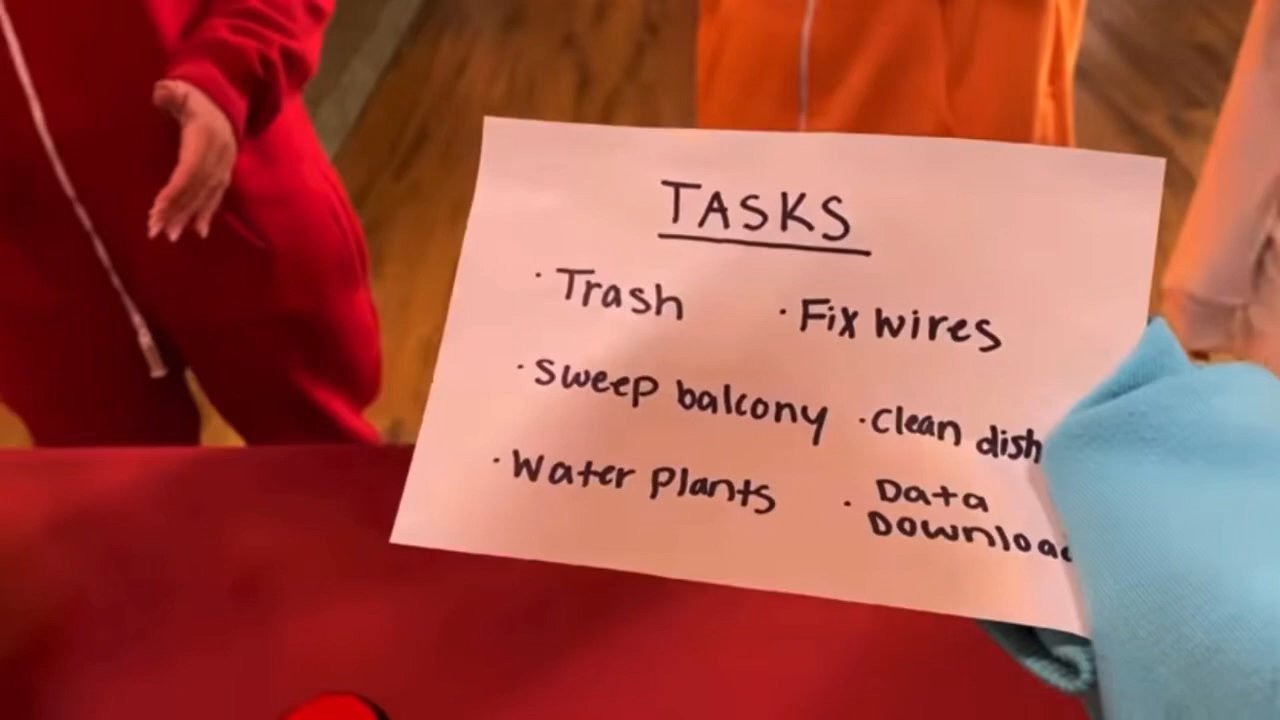 TASKS
· Trash
· Fix wires
· Sweep balcony
· Clean dish
· Water Plants
· Data
Downloa